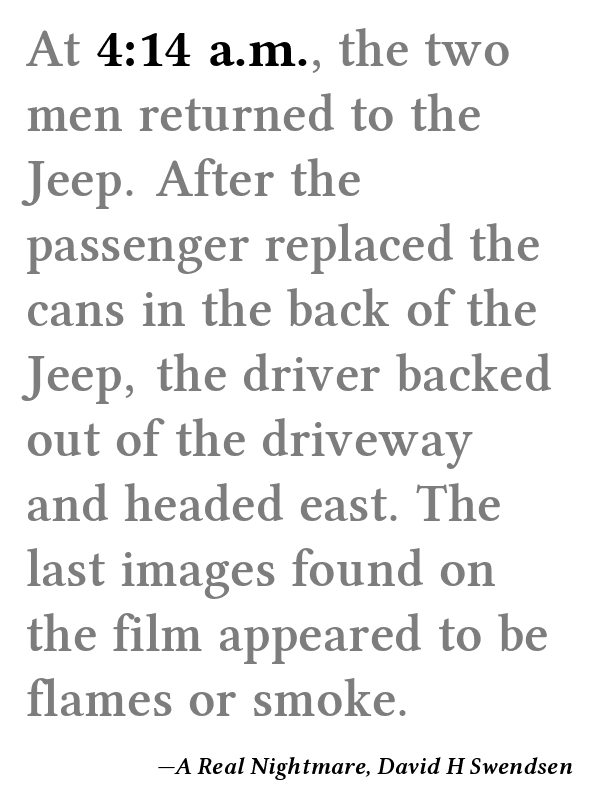 At 4:14 a.m., the two
men returned to the
Jeep. After the
passenger replaced the
cans in the back of the
Jeep, the driver backed
out of the driveway
and headed east. The
last images found on
the film appeared to be
flames or smoke.
—A Real Nightmare, David H Swendsen